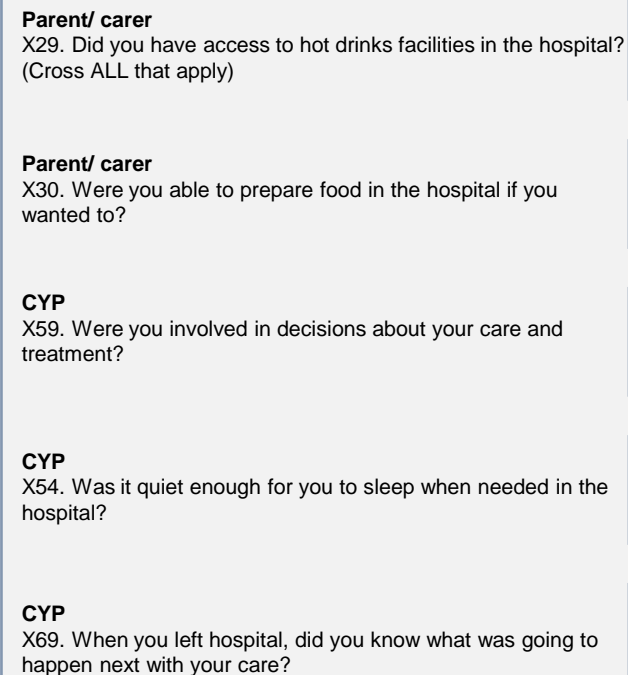 Parent/ carer
X29. Did you have access to hot drinks facilities in the hospital?
(Cross ALL that apply)
Parent/ carer
X30. Were you able to prepare food in the hospital if you
wanted to?
CYP
X59. Were you involved in decisions about your care and
treatment?
CYP
X54. Was it quiet enough for you to sleep when needed in the
hospital?
CYP
X69. When you left hospital, did you know what was going to
happen next with your care?